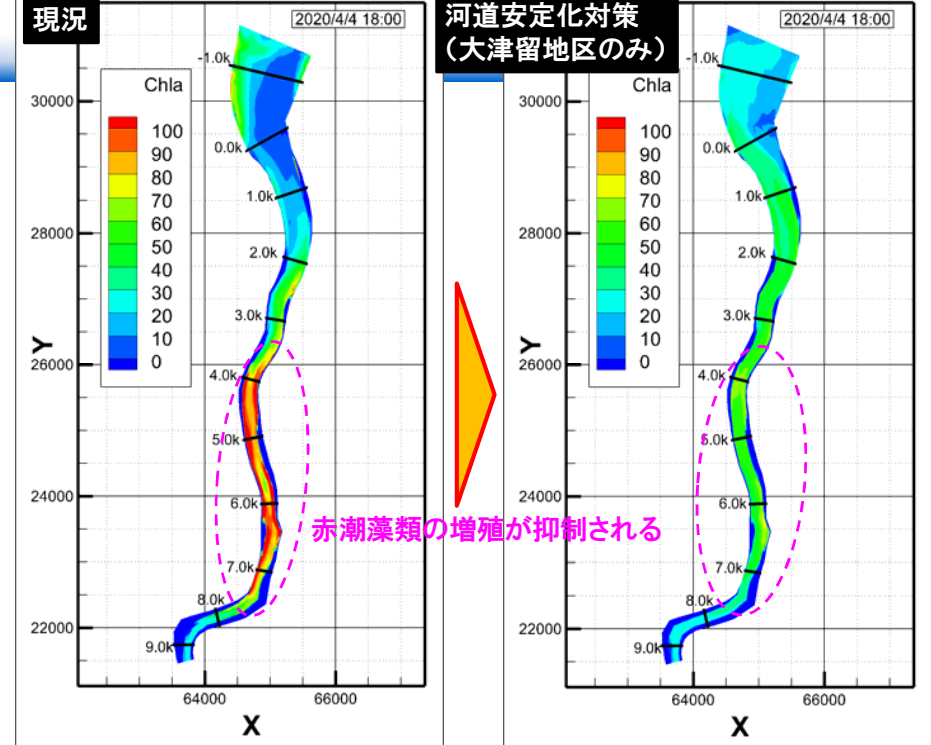 現況
2020/4/4 18:00
Chla
100
90
80
70
60
50
40
30
20
10
0
-1.0k
0.0k
1.0k
2.0k
3.0k
4.0k
5.0k
6.0k
7.0k
8.0k
9.0k
30000
28000
26000
24000
22000
Y
64000
66000
X
河道安定化対策
（大津留地区のみ）
2020/4/4 18:00
Chla
100
90
80
70
60
50
40
30
20
10
0
-1.0k
0.0k
1.0k
2.0k
3.0k
4.0k
5.0k
6.0k
7.0k
8.0k
9.0k
30000
28000
26000
24000
22000
Y
64000
66000
X
赤潮藻類の増殖が抑制される